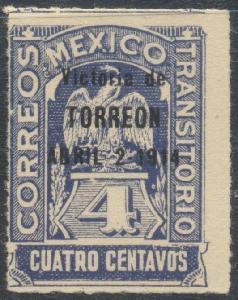 MEXICO
CORREOS
TRANSITORIO
Victoria de
TORREON
ABRIL 2-1914
4
CUATRO CENTAVOS